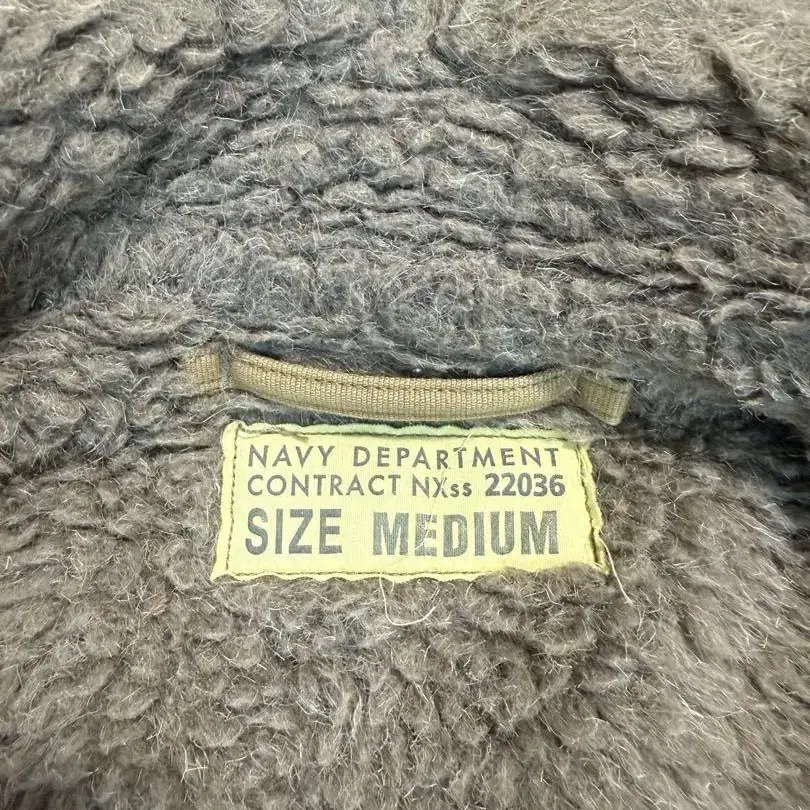 NAVY DEPARTMENT
CONTRACT NXss 22036
SIZE MEDIUM